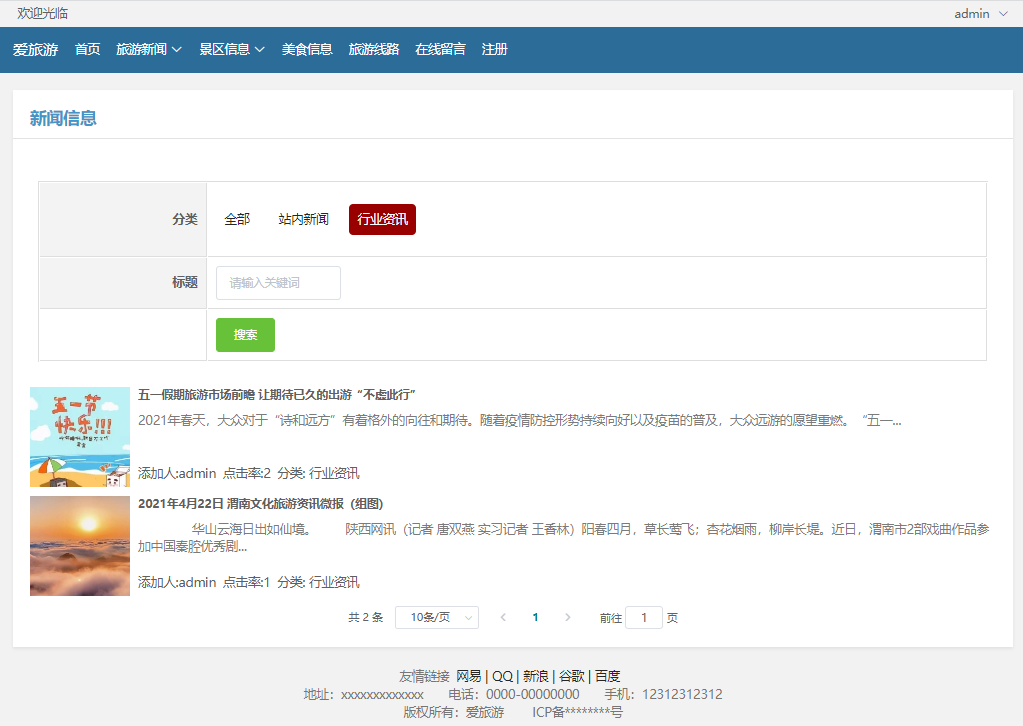 欢迎光临 admin
爱旅游 首页 旅游新闻 景区信息 美食信息 旅游线路 在线留言 注册
新闻信息
分类 全部 站内新闻 行业资讯
标题 请输入关键词
搜索
五一节
快乐!!!
五一假期旅游市场前瞻 让期待已久的出游“不虚此行”
2021年春天，大众对于“诗和远方”有着格外的向往和期待。随着疫情防控形势持续向好以及疫苗的普及，大众远游的愿望重燃。 “五一...
添加人:admin 点击率:2 分类: 行业资讯
2021年4月22日 渭南文化旅游资讯微报（组图）
华山云海日出如仙境。 陕西网讯（记者 唐双燕 实习记者 王香林）阳春四月，草长莺飞；杏花烟雨，柳岸长堤。近日，渭南市2部戏曲作品参
加中国秦腔优秀剧...
添加人:admin 点击率:1 分类: 行业资讯
共 2 条 10条/页 1 前往 1 页
友情链接 网易 | QQ | 新浪 | 谷歌 | 百度
地址：xxxxxxxxxxxxx 电话：0000-00000000 手机：12312312312
版权所有：爱旅游 ICP备********号